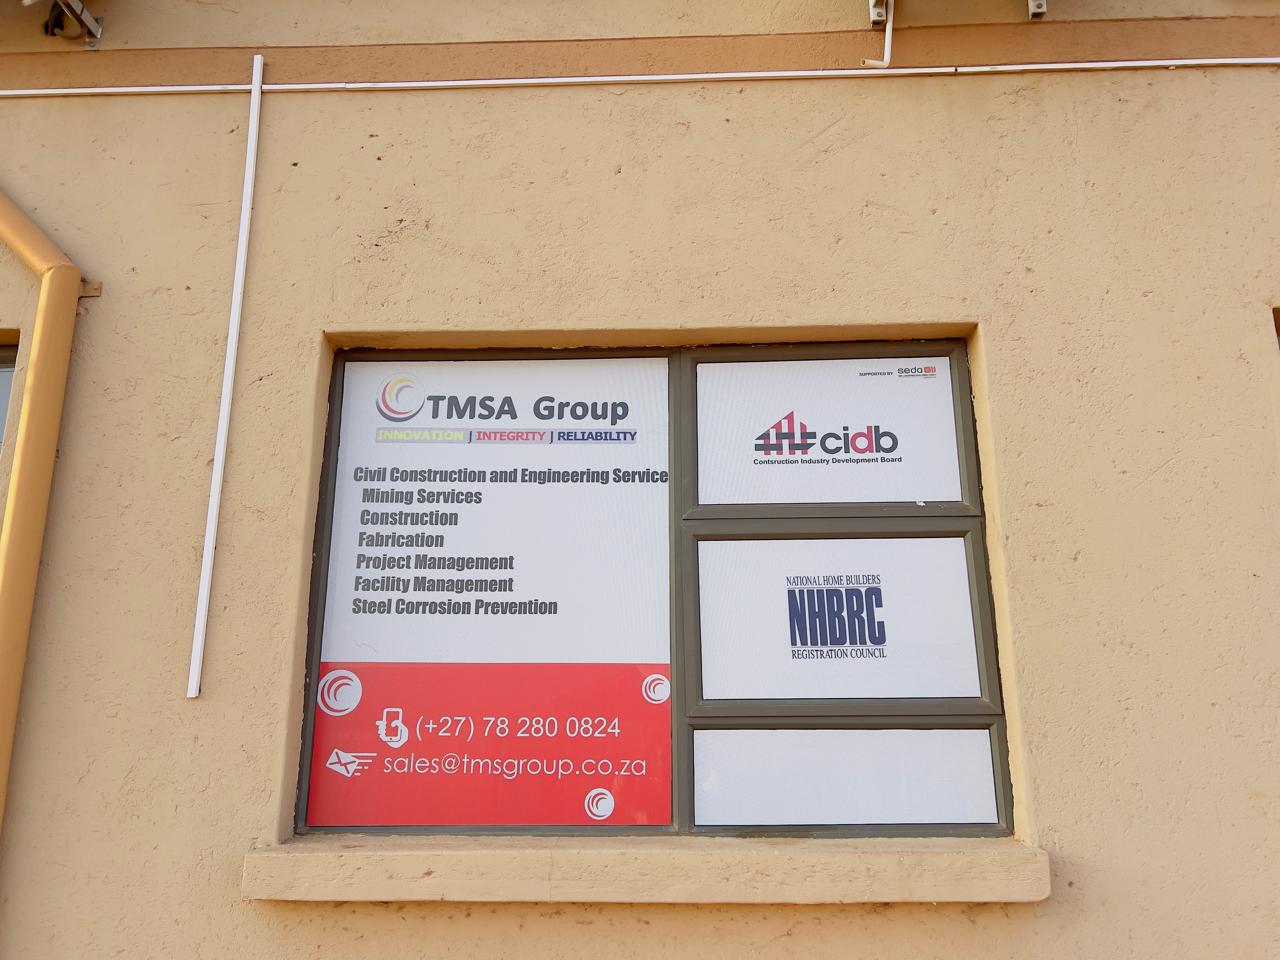 TMSA Group
INNOVATION | INTEGRITY | RELIABILITY
Civil Construction and Engineering Service
Mining Services
Construction
Fabrication
Project Management
Facility Management
Steel Corrosion Prevention
(+27) 78 280 0824
sales@tmsgroup.co.za
SUPPORTED BY seda
cidb
Contsruction Industry Development Board
NATIONAL HOME BUILDERS
NHBRC
REGISTRATION COUNCIL